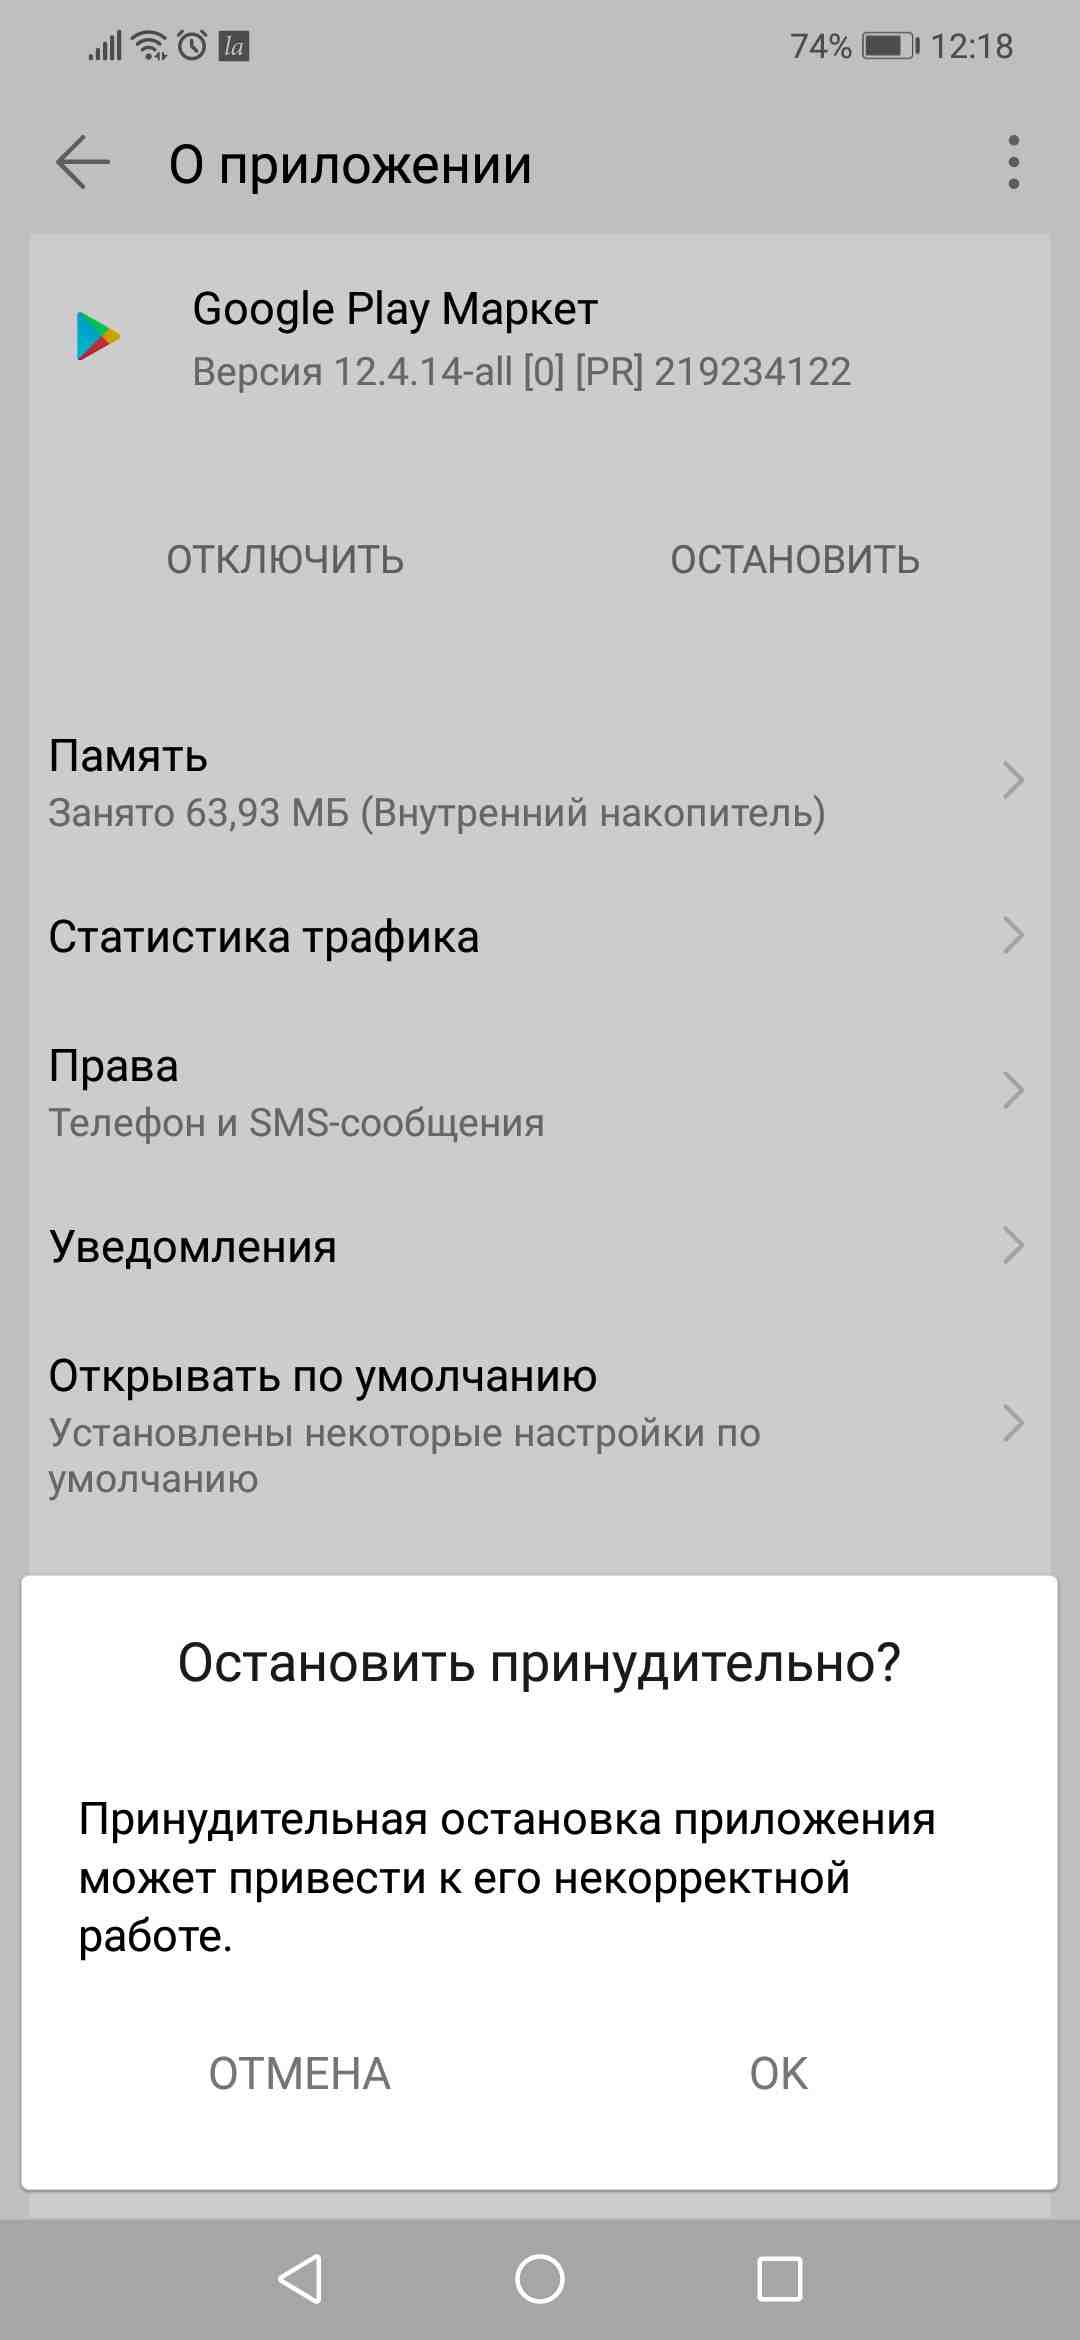 la 74% 12:18
О приложении
Google Play Маркет
Версия 12.4.14-all [0] [PR] 219234122
ОТКЛЮЧИТЬ ОСТАНОВИТЬ
Память
Занято 63,93 МБ (Внутренний накопитель)
Статистика трафика
Права
Телефон и SMS-сообщения
Уведомления
Открывать по умолчанию
Установлены некоторые настройки по
умолчанию
Остановить принудительно?
Принудительная остановка приложения
может привести к его некорректной
работе.
ОТМЕНА ОК